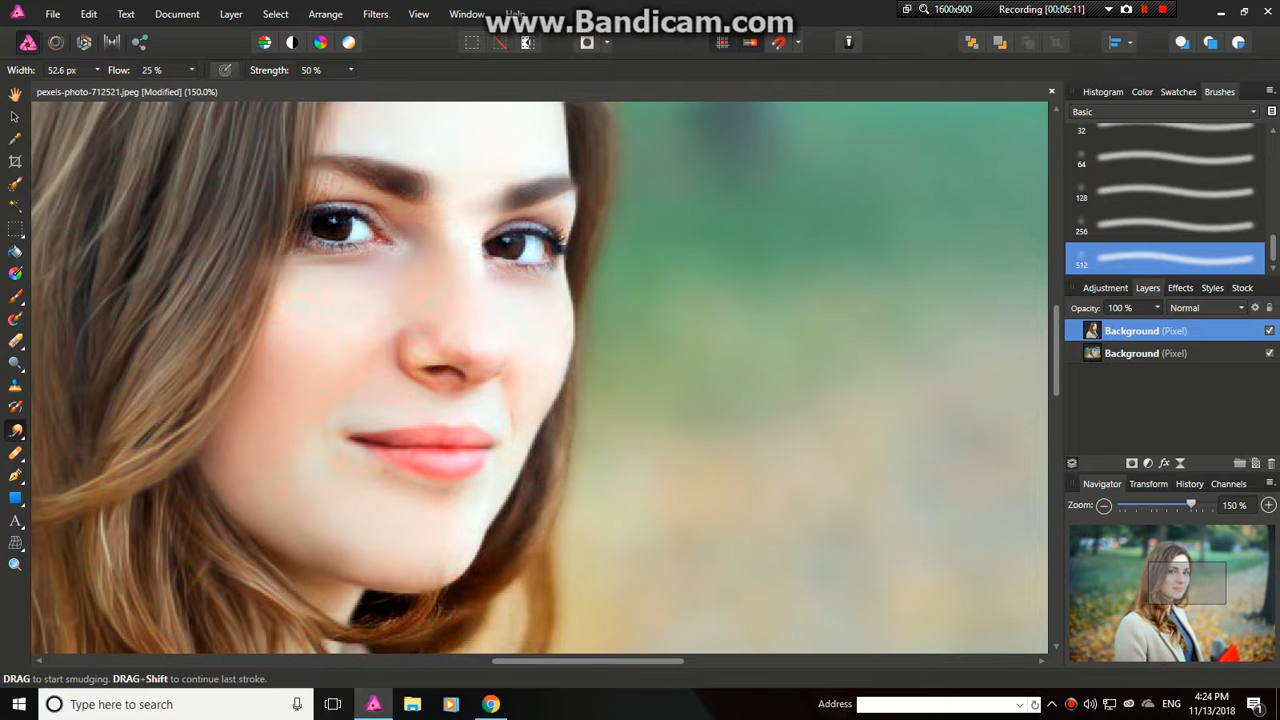 www.Bandicam.com
File Edit Text Document Layer Select Arrange Filters View Window Help
1600x900 Recording [00:06:11]
Width: 52.6 px Flow: 25 % Strength: 50 %
pexels-photo-712521.jpeg [Modified] (150.0%)
Histogram Color Swatches Brushes
Basic
32
64
128
256
512
Adjustment Layers Effects Styles Stock
Opacity: 100 % Normal
Background (Pixel)
Background (Pixel)
Navigator Transform History Channels
Zoom: 150 %
DRAG to start smudging. DRAG+Shift to continue last stroke.
Type here to search
Address
ENG
4:24 PM
11/13/2018